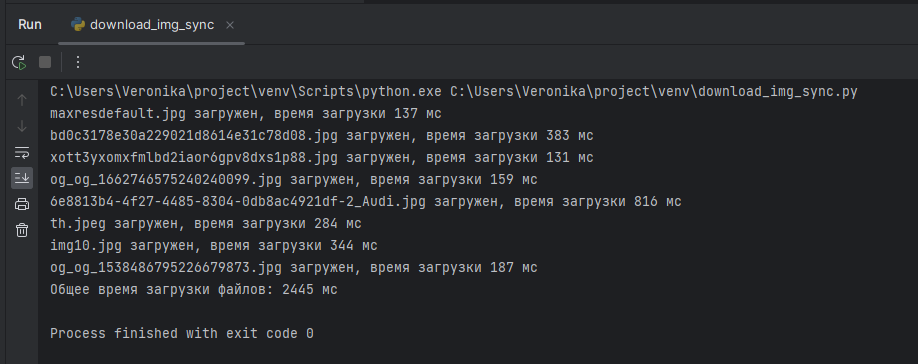 Run download_img_sync
C:\Users\Veronika\project\venv\Scripts\python.exe C:\Users\Veronika\project\venv\download_img_sync.py
maxresdefault.jpg загружен, время загрузки 137 мс
bd0c3178e30a229021d8614e31c78d08.jpg загружен, время загрузки 383 мс
xott3yxomxfmlbd2iaor6gpv8dxs1p88.jpg загружен, время загрузки 131 мс
og_og_1662746575240240099.jpg загружен, время загрузки 159 мс
6e8813b4-4f27-4485-8304-0db8ac4921df-2_Audi.jpg загружен, время загрузки 816 мс
th.jpeg загружен, время загрузки 284 мс
img10.jpg загружен, время загрузки 344 мс
og_og_1538486795226679873.jpg загружен, время загрузки 187 мс
Общее время загрузки файлов: 2445 мс
Process finished with exit code 0